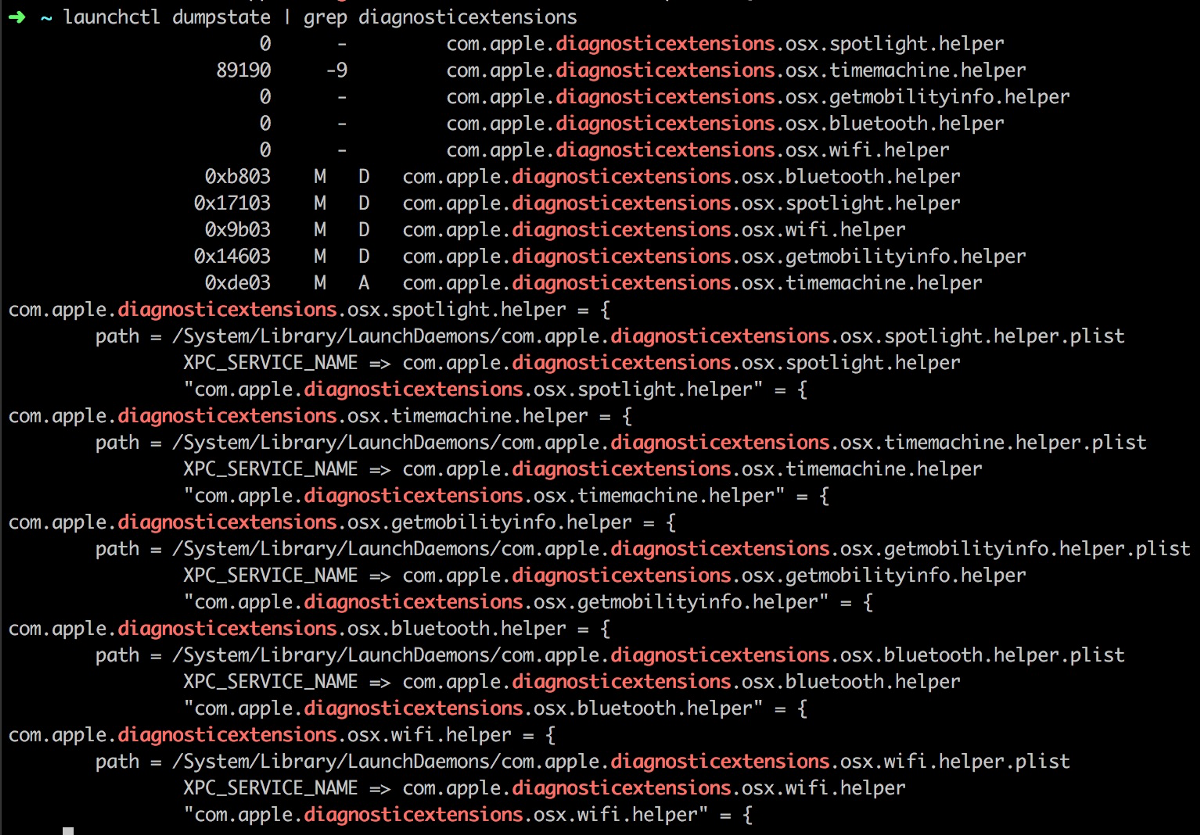 ➜ ~ launchctl dumpstate | grep diagnosticextensions
0 - com.apple.diagnosticextensions.osx.spotlight.helper
89190 -9 com.apple.diagnosticextensions.osx.timemachine.helper
0 - com.apple.diagnosticextensions.osx.getmobilityinfo.helper
0 - com.apple.diagnosticextensions.osx.bluetooth.helper
0 - com.apple.diagnosticextensions.osx.wifi.helper
0xb803 M D com.apple.diagnosticextensions.osx.bluetooth.helper
0x17103 M D com.apple.diagnosticextensions.osx.spotlight.helper
0x9b03 M D com.apple.diagnosticextensions.osx.wifi.helper
0x14603 M D com.apple.diagnosticextensions.osx.getmobilityinfo.helper
0xde03 M A com.apple.diagnosticextensions.osx.timemachine.helper
com.apple.diagnosticextensions.osx.spotlight.helper = {
path = /System/Library/LaunchDaemons/com.apple.diagnosticextensions.osx.spotlight.helper.plist
XPC_SERVICE_NAME => com.apple.diagnosticextensions.osx.spotlight.helper
"com.apple.diagnosticextensions.osx.spotlight.helper" = {
com.apple.diagnosticextensions.osx.timemachine.helper = {
path = /System/Library/LaunchDaemons/com.apple.diagnosticextensions.osx.timemachine.helper.plist
XPC_SERVICE_NAME => com.apple.diagnosticextensions.osx.timemachine.helper
"com.apple.diagnosticextensions.osx.timemachine.helper" = {
com.apple.diagnosticextensions.osx.getmobilityinfo.helper = {
path = /System/Library/LaunchDaemons/com.apple.diagnosticextensions.osx.getmobilityinfo.helper.plist
XPC_SERVICE_NAME => com.apple.diagnosticextensions.osx.getmobilityinfo.helper
"com.apple.diagnosticextensions.osx.getmobilityinfo.helper" = {
com.apple.diagnosticextensions.osx.bluetooth.helper = {
path = /System/Library/LaunchDaemons/com.apple.diagnosticextensions.osx.bluetooth.helper.plist
XPC_SERVICE_NAME => com.apple.diagnosticextensions.osx.bluetooth.helper
"com.apple.diagnosticextensions.osx.bluetooth.helper" = {
com.apple.diagnosticextensions.osx.wifi.helper = {
path = /System/Library/LaunchDaemons/com.apple.diagnosticextensions.osx.wifi.helper.plist
XPC_SERVICE_NAME => com.apple.diagnosticextensions.osx.wifi.helper
"com.apple.diagnosticextensions.osx.wifi.helper" = {